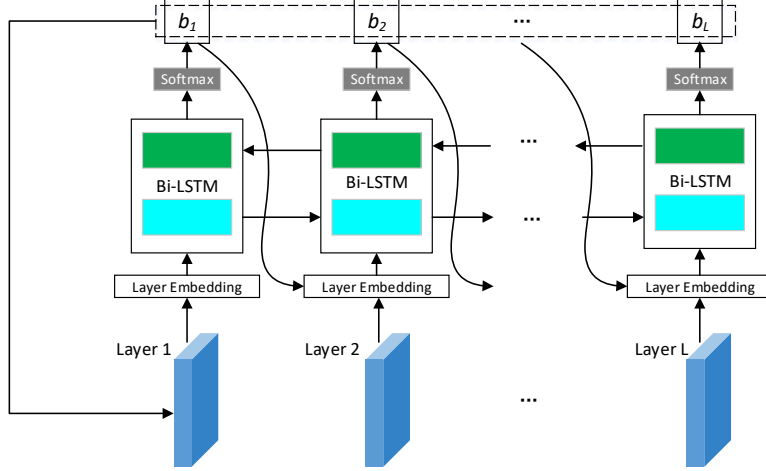 b1 b2 ... bL
Softmax Softmax Softmax
...
Bi-LSTM Bi-LSTM Bi-LSTM
...
Layer Embedding Layer Embedding Layer Embedding
Layer 1 Layer 2 Layer L
...